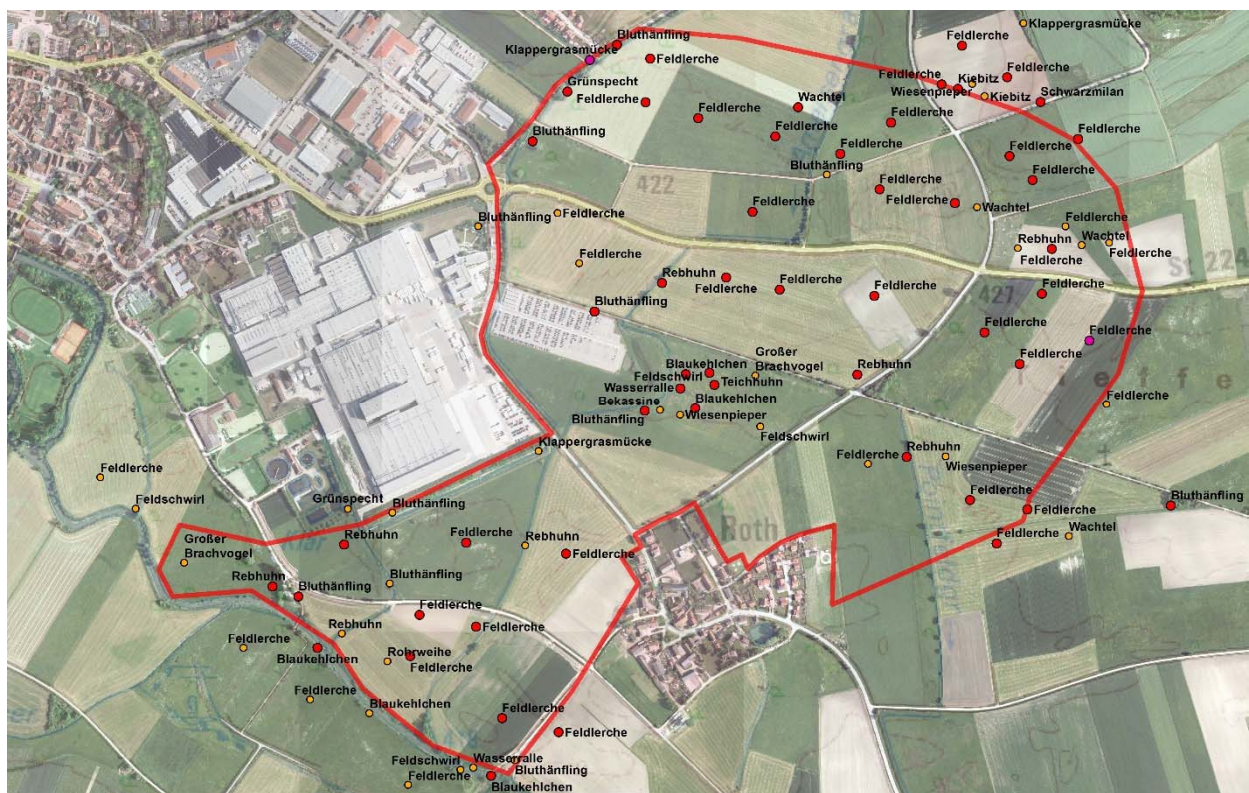 Klappergrasmücke
Bluthänfling
Feldlerche
Klappergrasmücke
Feldlerche
Grünspecht
Feldlerche
Feldlerche
Feldlerche
Kiebitz
Wiesenpieper
Kiebitz
Schwarzmilan
Wachtel
Feldlerche
Feldlerche
Feldlerche
Bluthänfling
Feldlerche
Feldlerche
Feldlerche
Bluthänfling
422
Feldlerche
Feldlerche
Feldlerche
Feldlerche
Wachtel
Bluthänfling
Feldlerche
Feldlerche
Wachtel
Rebhuhn
Feldlerche
Feldlerche
Feldlerche
St 224
Rebhuhn
Feldlerche
Feldlerche
Feldlerche
427
Feldlerche
Bluthänfling
Feldlerche
Feldlerche
Feldlerche
Großer
Brachvogel
Blaukehlchen
Feldschwirl
Teichhuhn
Wasserralle
Rebhuhn
T i e f f e
Bekassine
Blaukehlchen
Bluthänfling
Wiesenpieper
Feldlerche
Feldschwirl
Klappergrasmücke
Feldlerche
Rebhuhn
Wiesenpieper
Feldlerche
Feldschwirl
Grünspecht
Bluthänfling
Feldlerche
Feldlerche
Bluthänfling
Wachtel
Feldlerche
Roth
Großer
Brachvogel
Rebhuhn
Feldlerche
Rebhuhn
Feldlerche
Rebhuhn
Bluthänfling
Bluthänfling
Feldlerche
Feldlerche
Rebhuhn
Feldlerche
Blaukehlchen
Rohrweihe
Feldlerche
Feldlerche
Blaukehlchen
Feldlerche
Feldlerche
Feldschwirl
Wasserralle
Bluthänfling
Feldlerche
Blaukehlchen